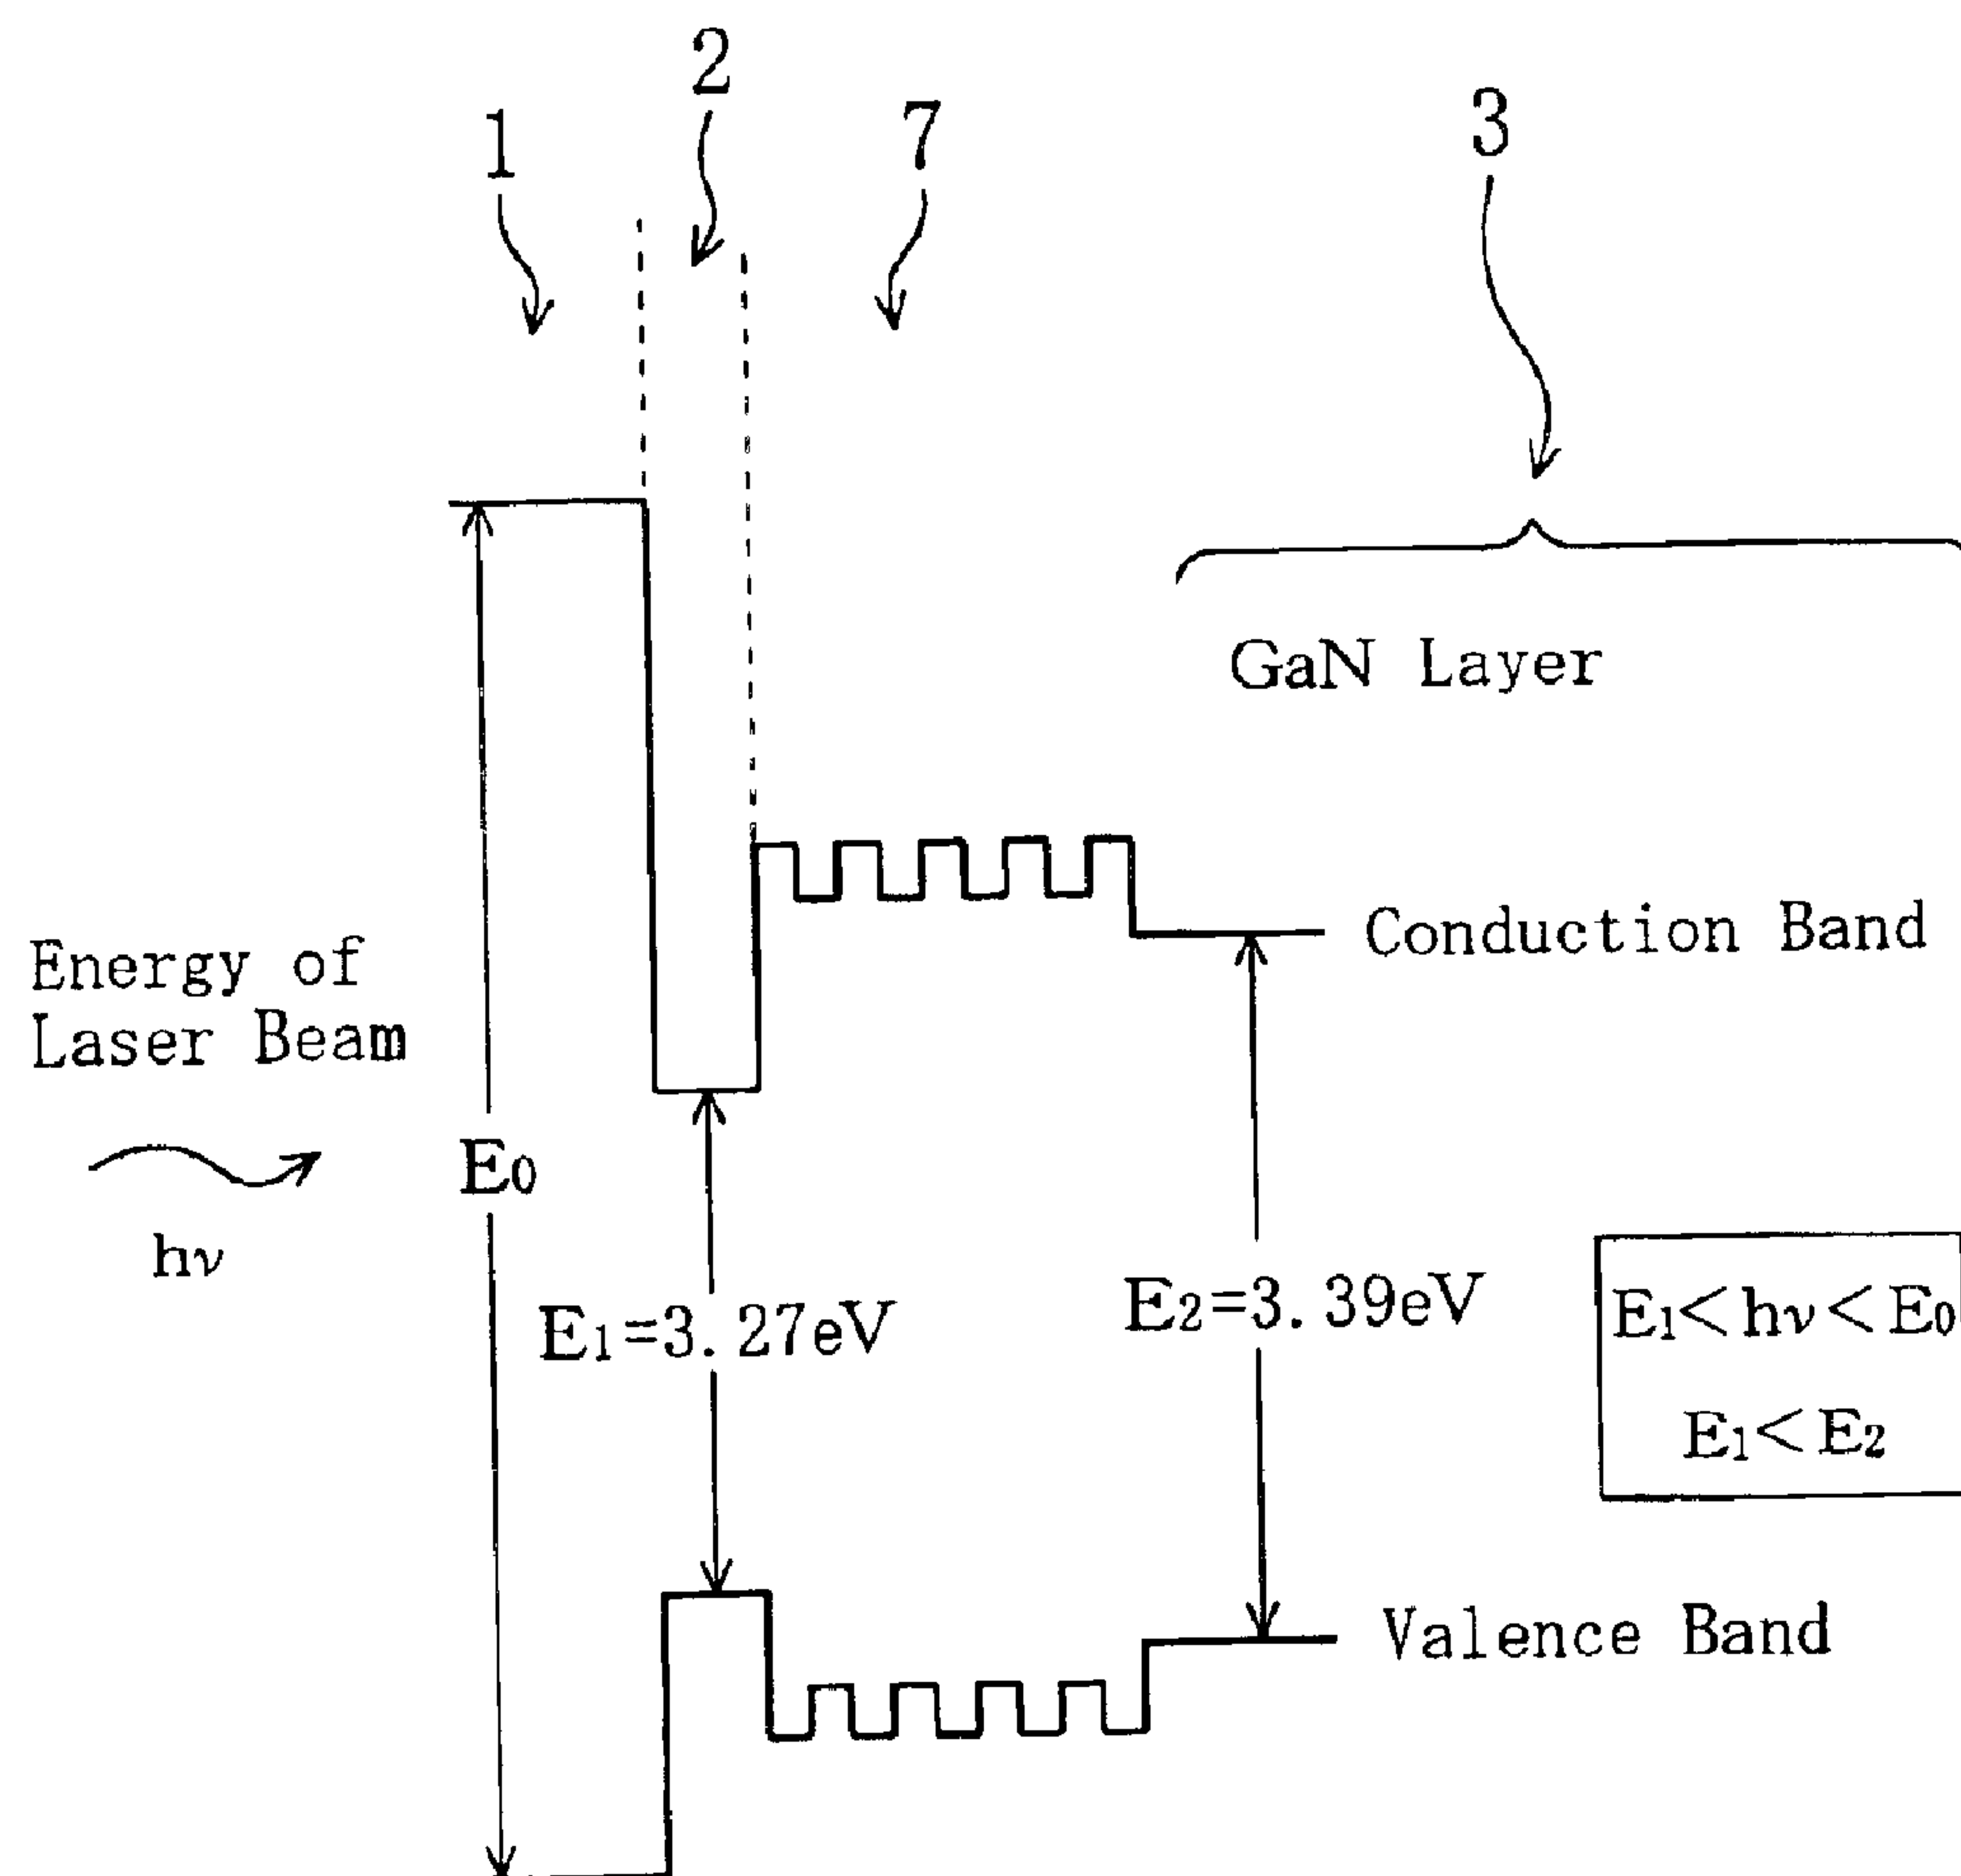 2
1
7
3
GaN Layer
Conduction Band
Energy of
Laser Beam
E₀
hν
E₁=3.27eV
E₂=3.39eV
E₁<hν<E₀
E₁<E₂
Valence Band